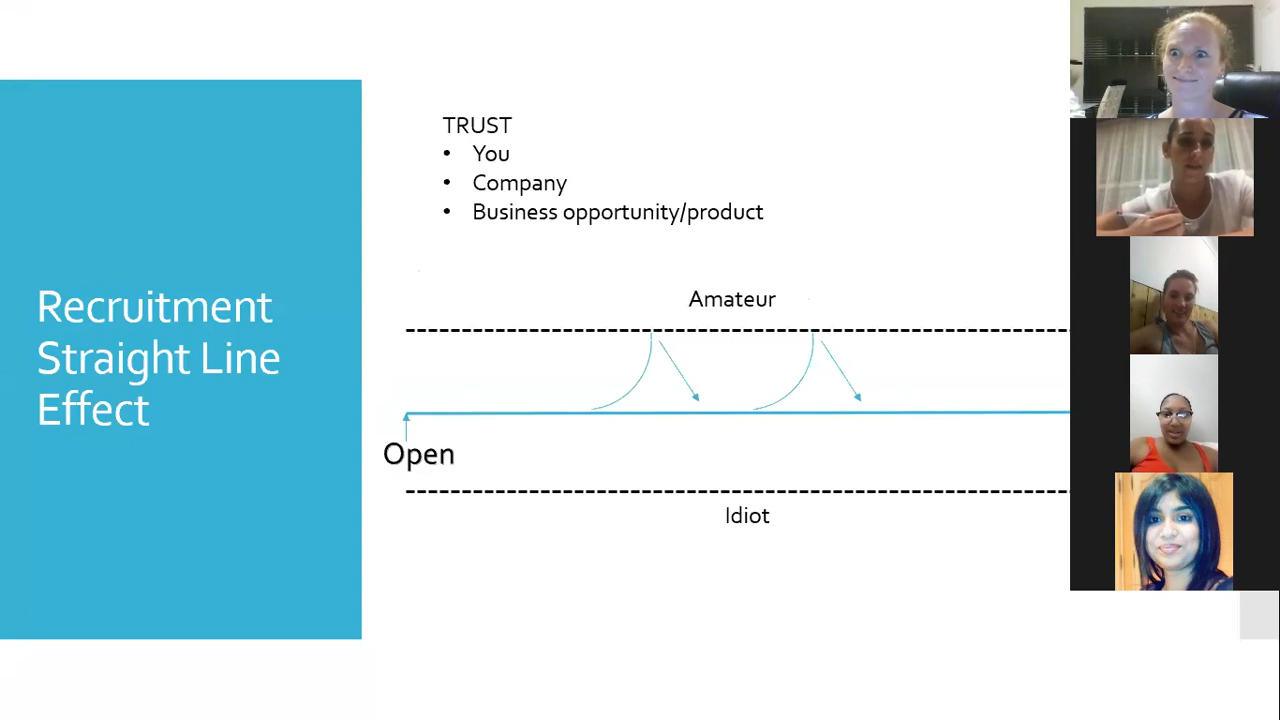 Recruitment
Straight Line
Effect
TRUST
• You
• Company
• Business opportunity/product
Amateur
Open
Idiot